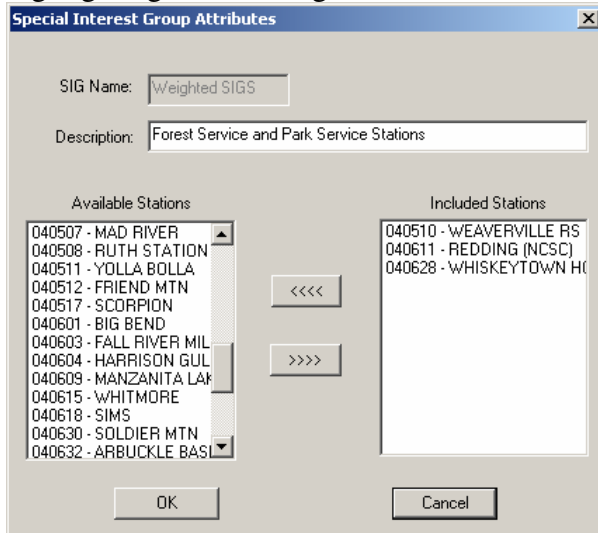 Special Interest Group Attributes
SIG Name: Weighted SIGS
Description: Forest Service and Park Service Stations
Available Stations
040507 - MAD RIVER
040508 - RUTH STATION
040511 - YOLLA BOLLA
040512 - FRIEND MTN
040517 - SCORPION
040601 - BIG BEND
040603 - FALL RIVER MIL
040604 - HARRISON GUL
040609 - MANZANITA LAK
040615 - WHITMORE
040618 - SIMS
040630 - SOLDIER MTN
040632 - ARBUCKLE BASI
<<<<
>>>>
Included Stations
040510 - WEAVERVILLE RS
040611 - REDDING (NCSC)
040628 - WHISKEYTOWN H
OK
Cancel